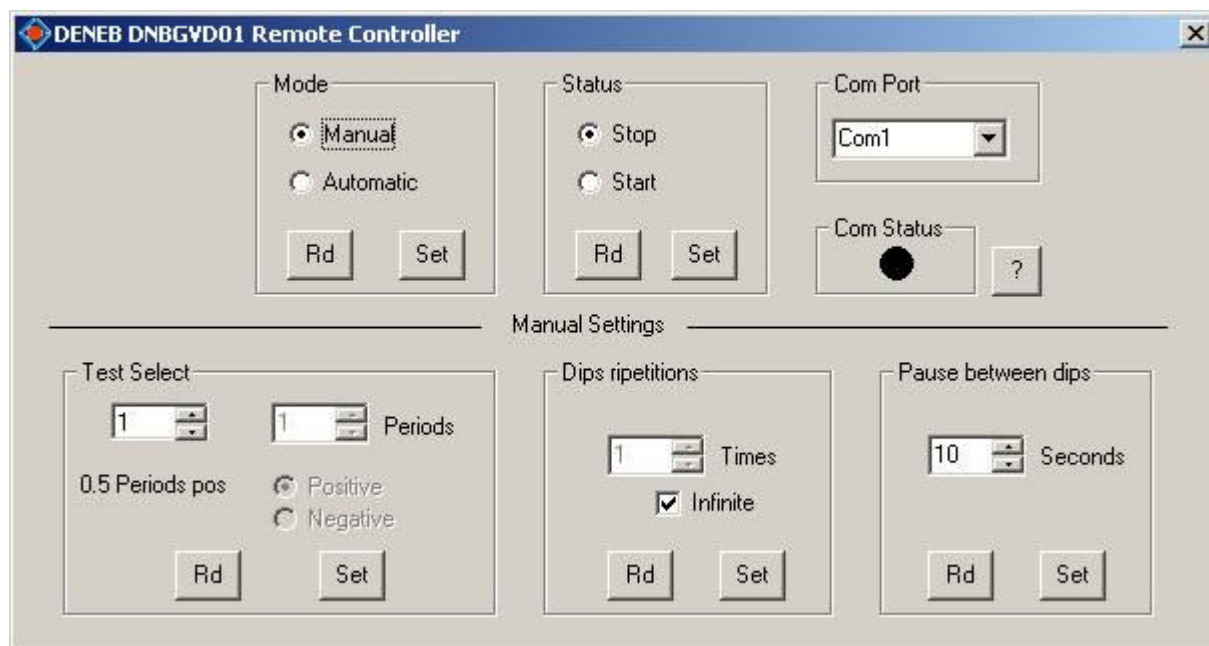 DENEB DNBGVD01 Remote Controller
Mode
Manual
Automatic
Rd Set
Status
Stop
Start
Rd Set
Com Port
Com1
Com Status
?
Manual Settings
Test Select
1 1 Periods
0.5 Periods pos
Positive
Negative
Rd Set
Dips ripetitions
1 Times
Infinite
Rd Set
Pause between dips
10 Seconds
Rd Set